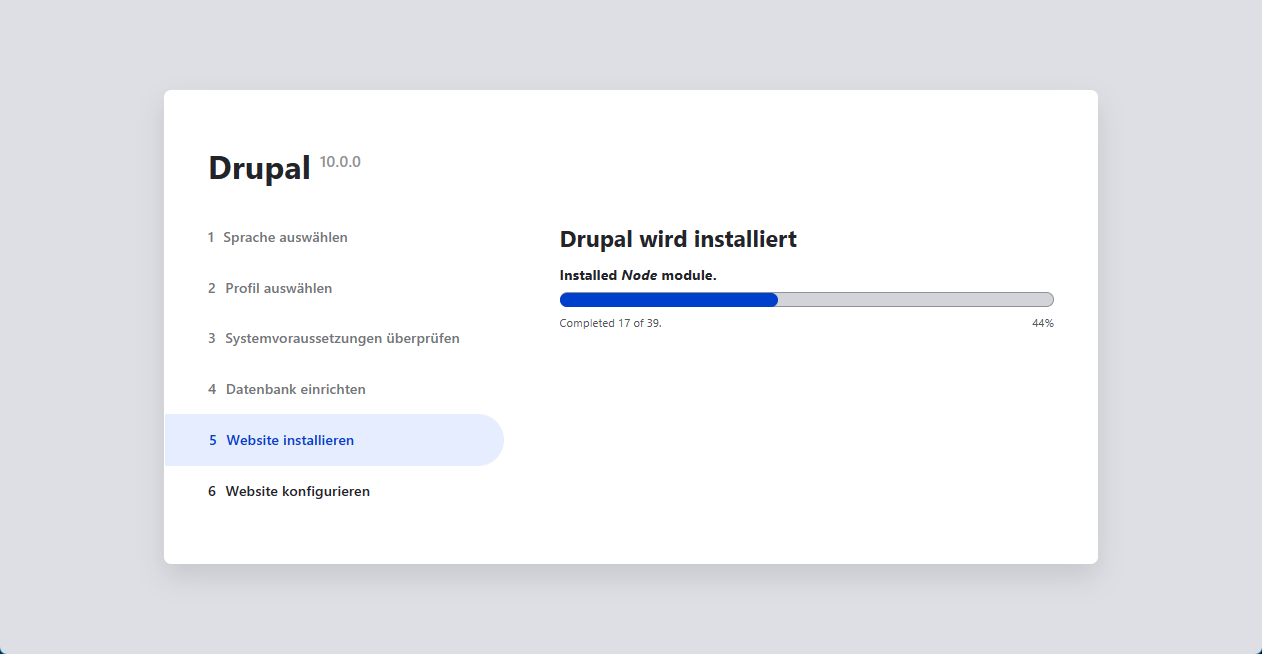 Drupal 10.0.0
1 Sprache auswählen
2 Profil auswählen
3 Systemvoraussetzungen überprüfen
4 Datenbank einrichten
5 Website installieren
6 Website konfigurieren
Drupal wird installiert
Installed Node module.
Completed 17 of 39. 44%